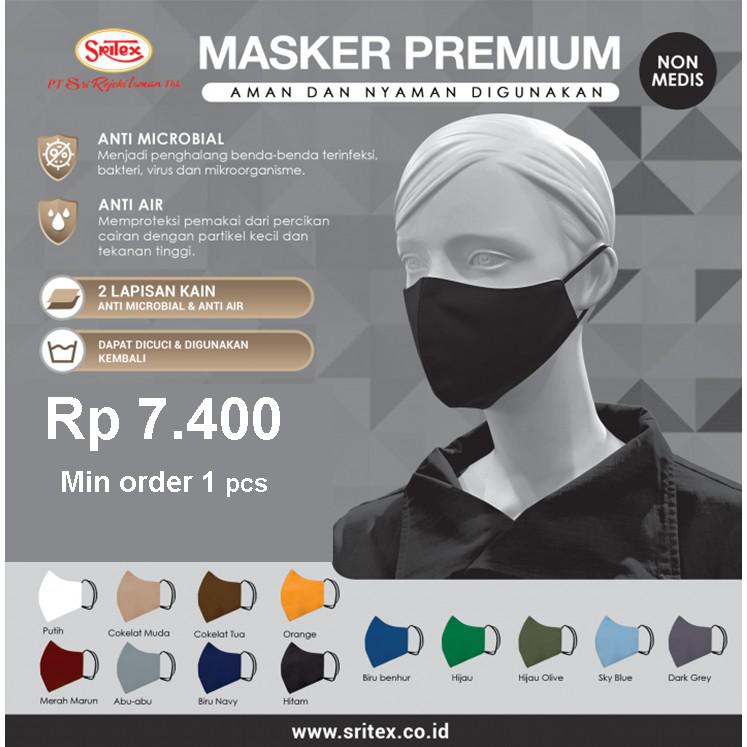 SRITEX
PT Sri Rejeki Isman Tbk
MASKER PREMIUM
AMAN DAN NYAMAN DIGUNAKAN
NON
MEDIS
ANTI MICROBIAL
Menjadi penghalang benda-benda terinfeksi,
bakteri, virus dan mikroorganisme.
ANTI AIR
Memproteksi pemakai dari percikan
cairan dengan partikel kecil dan
tekanan tinggi.
2 LAPISAN KAIN
ANTI MICROBIAL & ANTI AIR
DAPAT DICUCI & DIGUNAKAN
KEMBALI
Rp 7.400
Min order 1 pcs
Putih
Cokelat Muda
Cokelat Tua
Orange
Merah Marun
Abu-abu
Biru Navy
Hitam
Biru benhur
Hijau
Hijau Olive
Sky Blue
Dark Grey
www.sritex.co.id